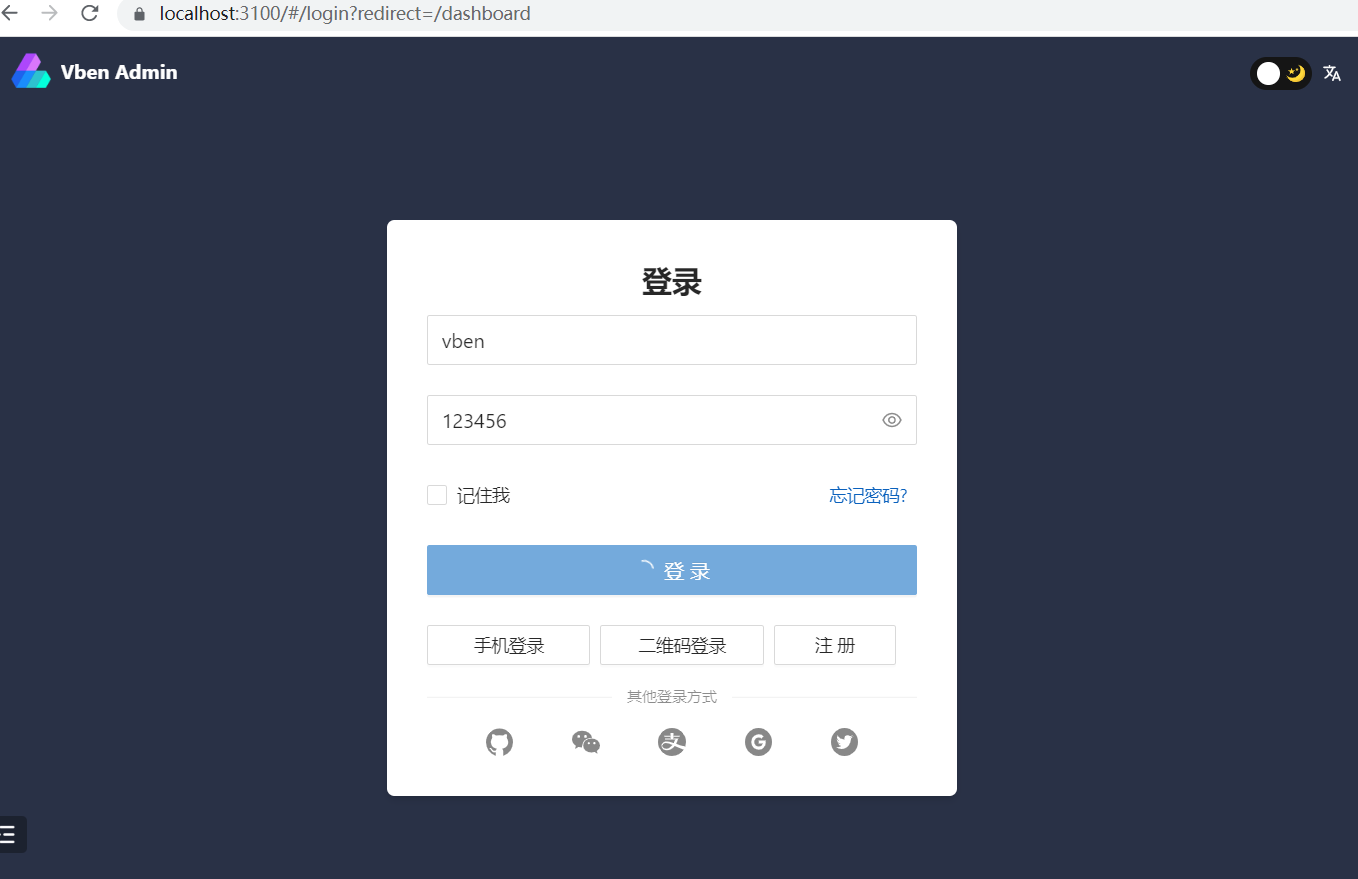 localhost:3100/#/login?redirect=/dashboard
Vben Admin
登录
vben
123456
记住我 忘记密码?
登 录
手机登录 二维码登录 注 册
其他登录方式